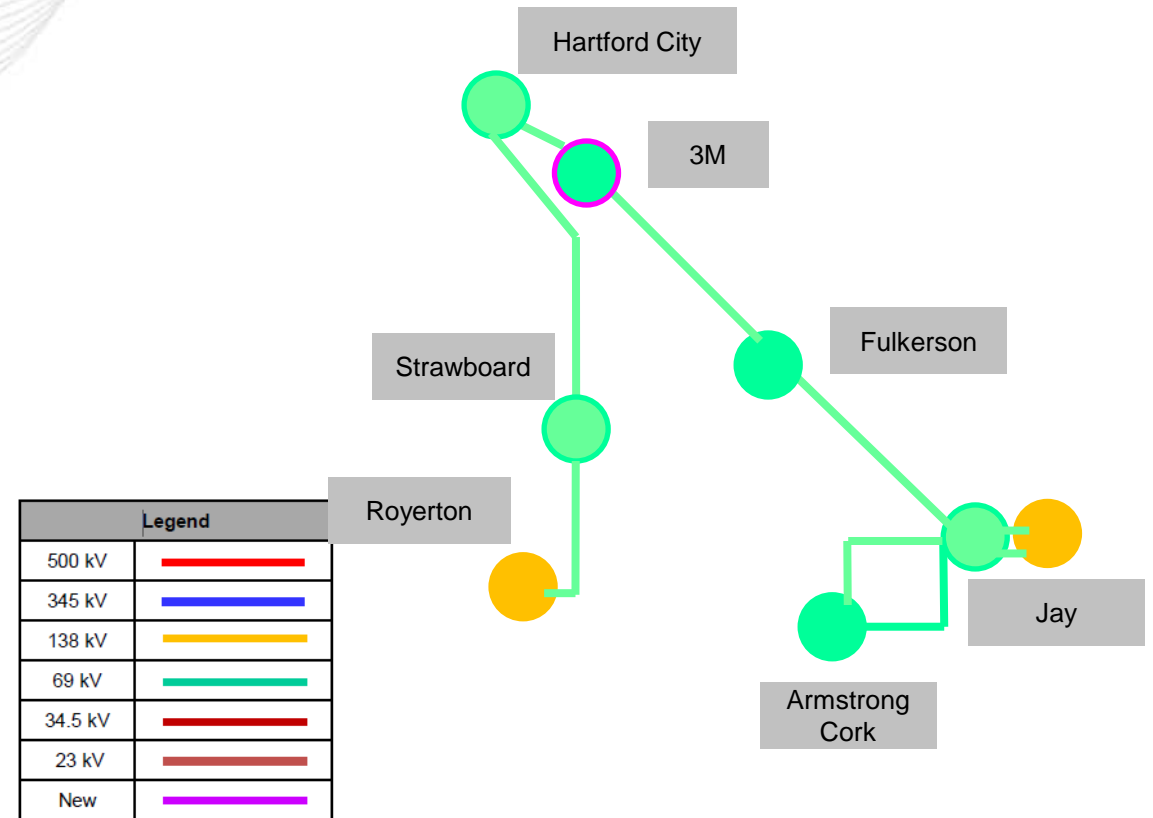 Hartford City
3M
Fulkerson
Strawboard
Royerton
Jay
Armstrong
Cork
Legend
500 kV
345 kV
138 kV
69 kV
34.5 kV
23 kV
New